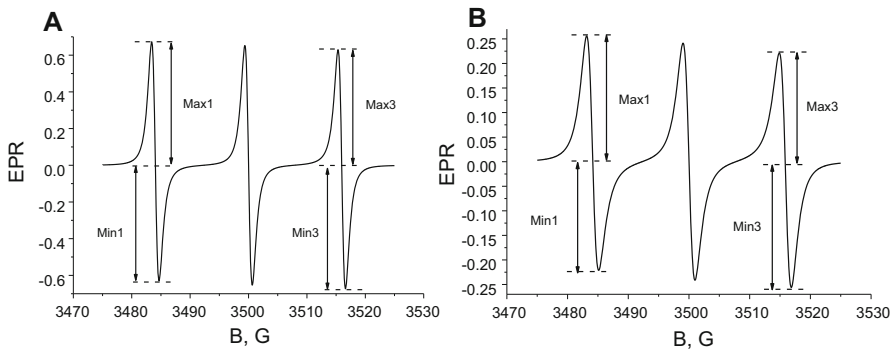 A
EPR
0.6
0.4
0.2
0.0
-0.2
-0.4
-0.6
Max1
Max3
Min1
Min3
3470 3480 3490 3500 3510 3520 3530
B, G
B
EPR
0.25
0.20
0.15
0.10
0.05
0.00
-0.05
-0.10
-0.15
-0.20
-0.25
Max1
Max3
Min1
Min3
3470 3480 3490 3500 3510 3520 3530
B, G